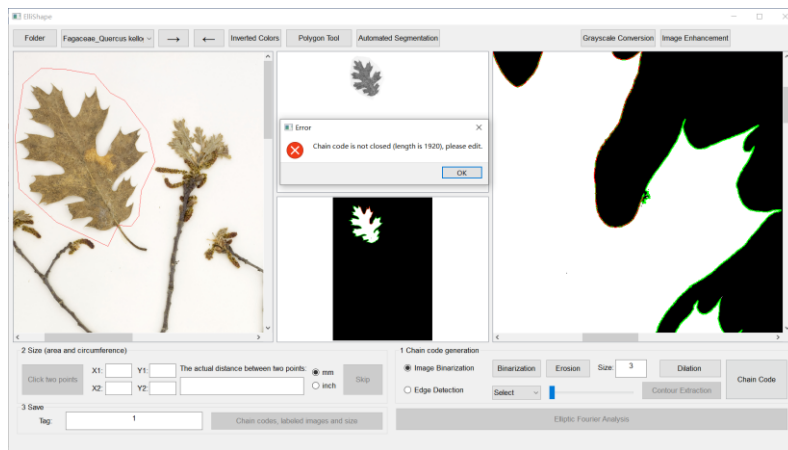 ElliShape
Folder Fagaceae_Quercus kello → ← Inverted Colors Polygon Tool Automated Segmentation Grayscale Conversion Image Enhancement
Error
Chain code is not closed (length is 1920), please edit.
OK
2 Size (area and circumference)
Click two points
X1: Y1:
X2: Y2:
The actual distance between two points:
mm
inch
Skip
3 Save
Tag: 1 Chain codes, labeled images and size
1 Chain code generation
Image Binarization Binarization Erosion Size: 3 Dilation
Edge Detection Select Contour Extraction
Chain Code
Elliptic Fourier Analysis